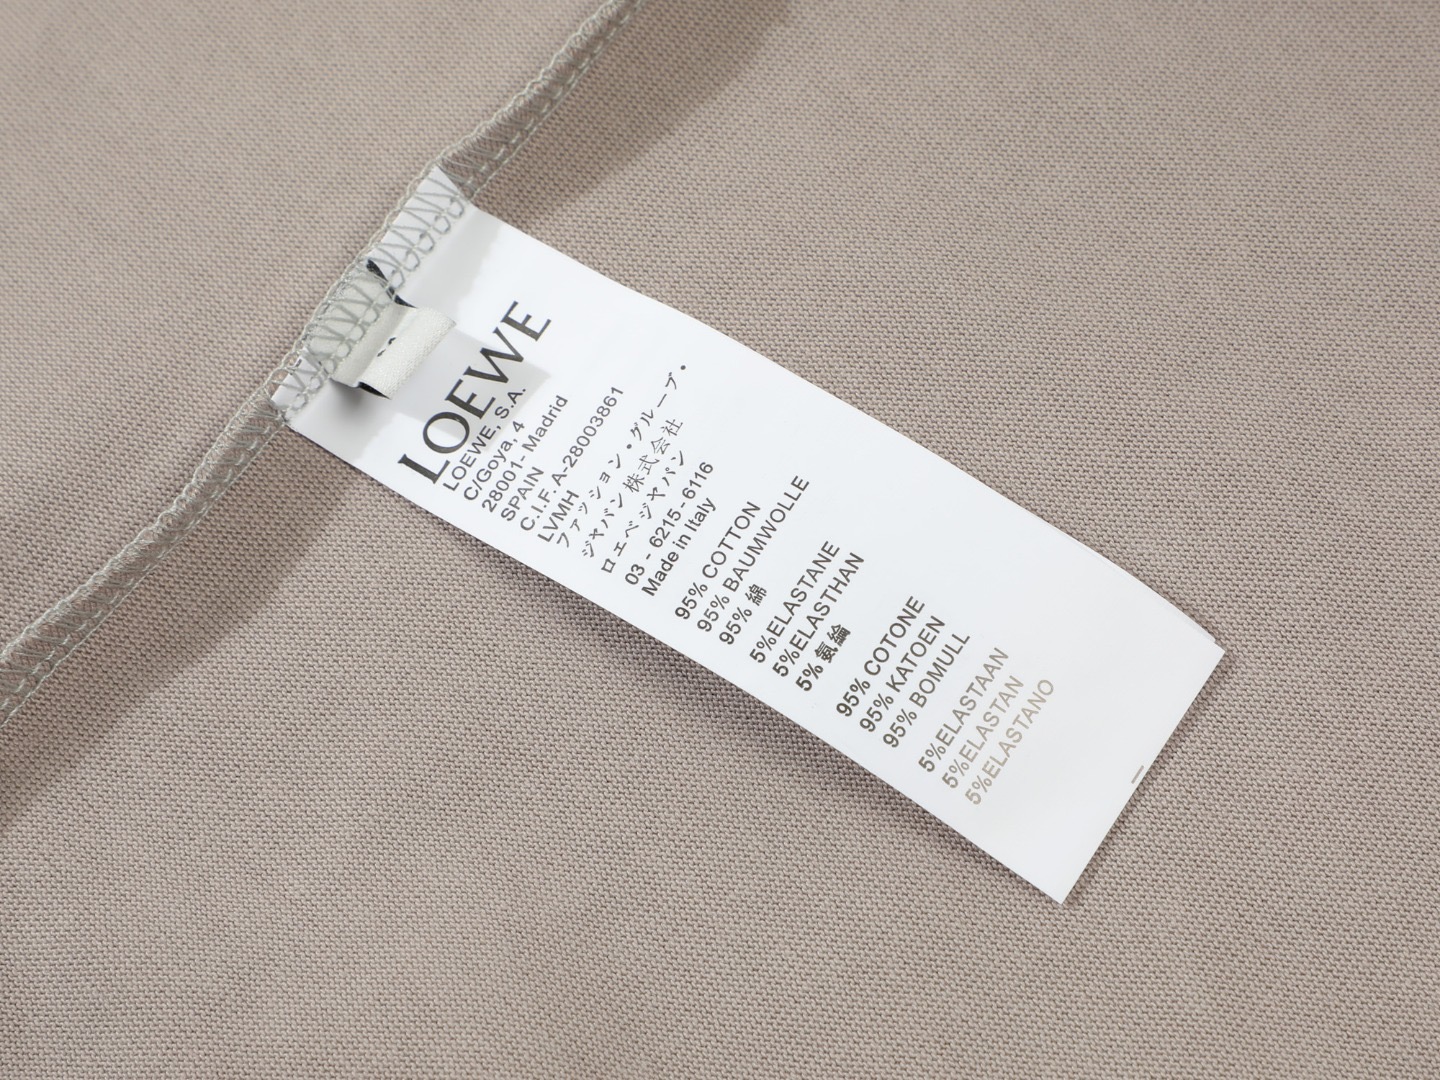 LOEWE
LOEWE, S.A.
C/Goya, 4
28001- Madrid
SPAIN
C.I.F. A-28003861
LVMH
ファッション・グループ・
ジャパン株式会社
ロエベ・ジャパン
03 - 6215 - 6116
Made in Italy
95% COTTON
95% BAUMWOLLE
95% 綿
5%ELASTANE
5%ELASTHAN
5% 氨綸
95% COTONE
95% KATOEN
95% BOMULL
5%ELASTAAN
5%ELASTAN
5%ELASTANO